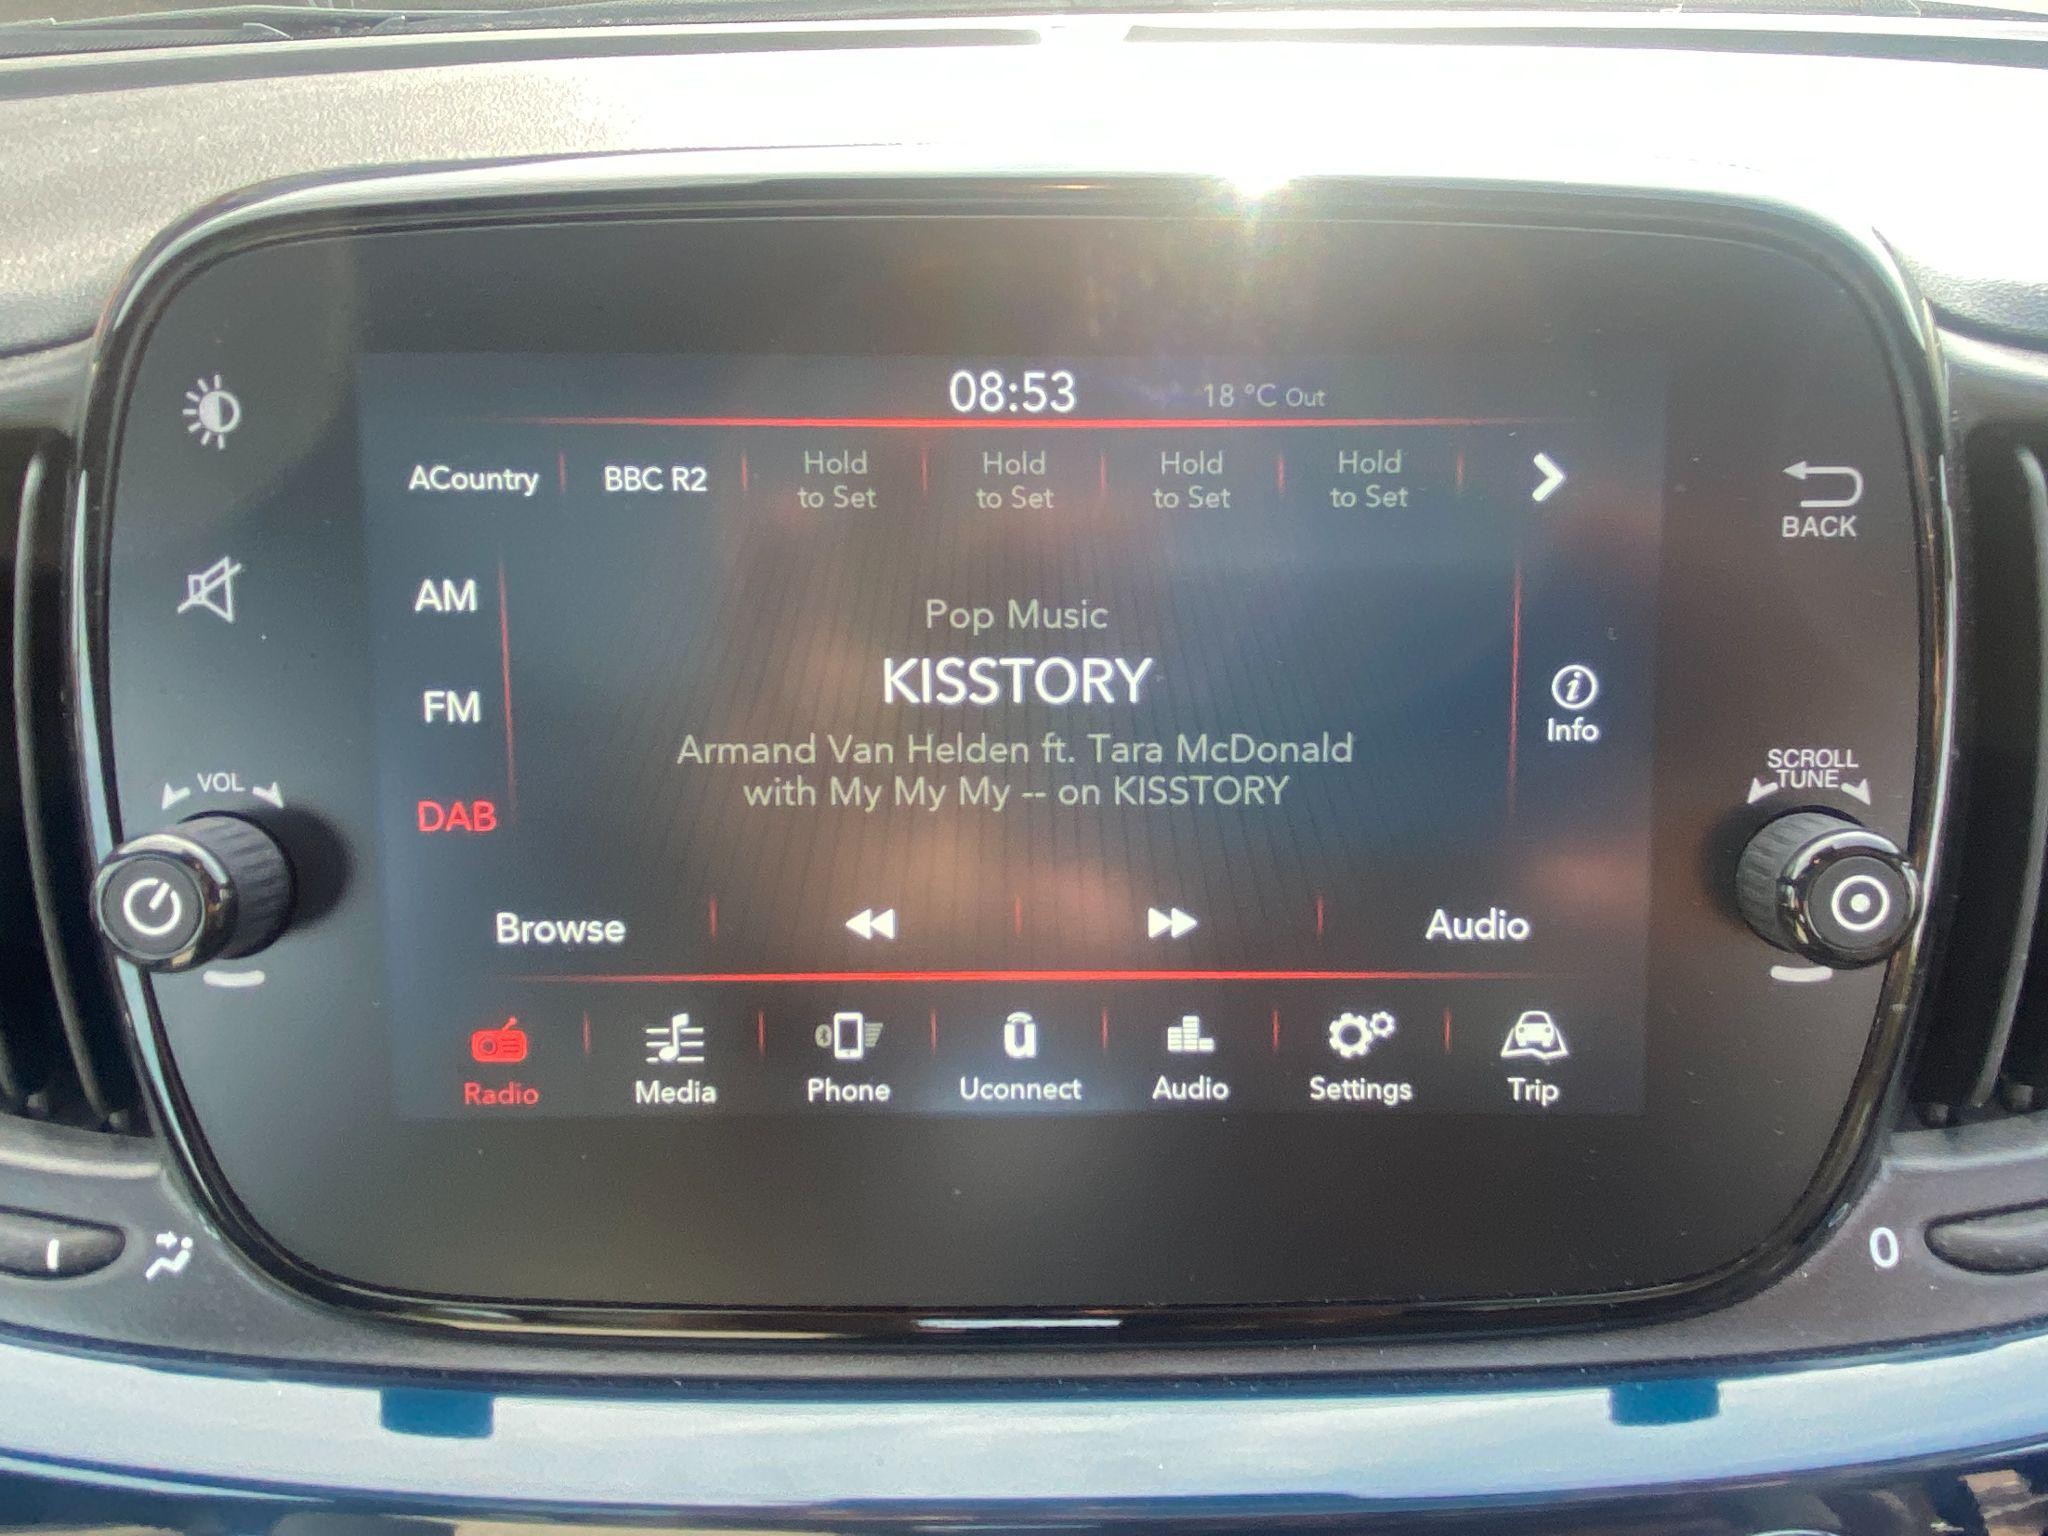 08:53
18 °C Out
ACountry
BBC R2
Hold
to Set
Hold
to Set
Hold
to Set
Hold
to Set
BACK
AM
Pop Music
KISSTORY
FM
Info
Armand Van Helden ft. Tara McDonald
with My My My -- on KISSTORY
VOL
SCROLL
TUNE
DAB
Browse
Audio
Radio
Media
Phone
Uconnect
Audio
Settings
Trip
0